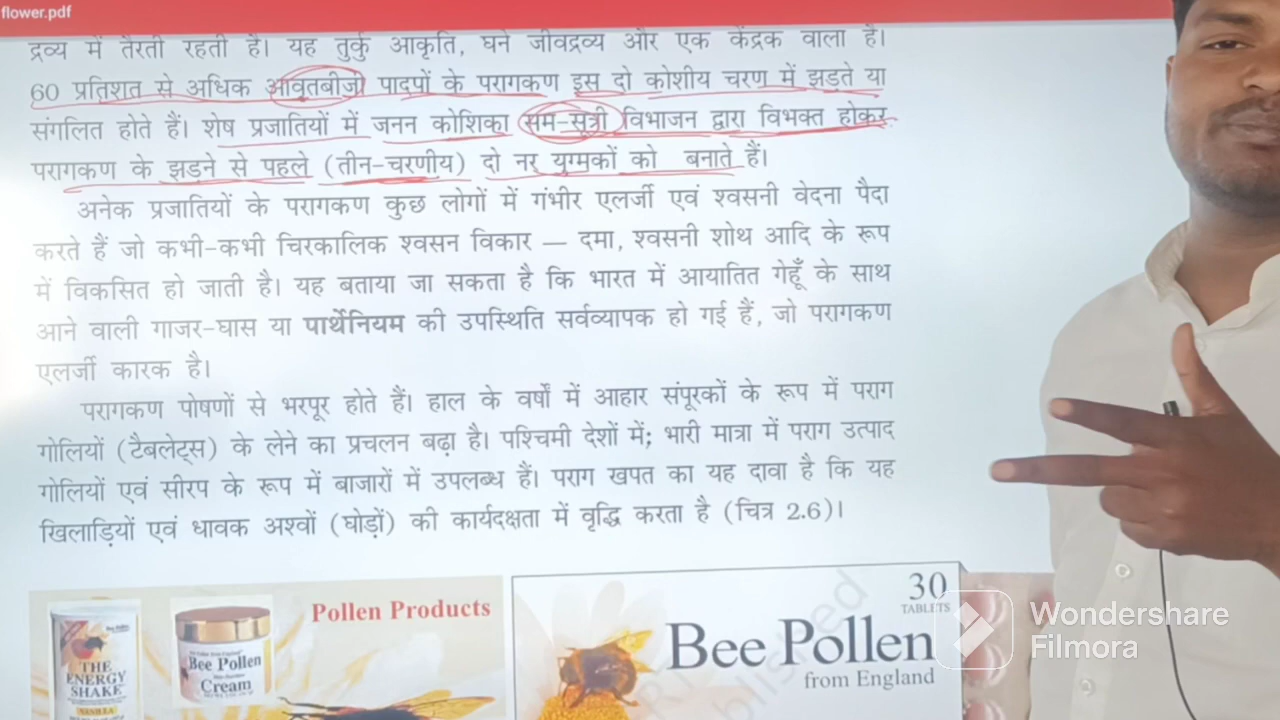 flower.pdf
द्रव्य में तैरती रहती है। यह तुर्कु आकृति, घने जीवद्रव्य और एक केंद्रक वाला है।
60 प्रतिशत से अधिक आवृतबीजी पादपों के परागकण इस दो कोशीय चरण में झड़ते या
संगलित होते हैं। शेष प्रजातियों में जनन कोशिका सम-सूत्री विभाजन द्वारा विभक्त होकर
परागकण के झड़ने से पहले (तीन-चरणीय) दो नर युग्मकों को बनाते हैं।
अनेक प्रजातियों के परागकण कुछ लोगों में गंभीर एलर्जी एवं श्वसनी वेदना पैदा
करते हैं जो कभी-कभी चिरकालिक श्वसन विकार — दमा, श्वसनी शोथ आदि के रूप
में विकसित हो जाती है। यह बताया जा सकता है कि भारत में आयातित गेहूँ के साथ
आने वाली गाजर-घास या पार्थेनियम की उपस्थिति सर्वव्यापक हो गई हैं, जो परागकण
एलर्जी कारक है।
परागकण पोषणों से भरपूर होते हैं। हाल के वर्षों में आहार संपूरकों के रूप में पराग
गोलियों (टैबलेट्स) के लेने का प्रचलन बढ़ा है। पश्चिमी देशों में; भारी मात्रा में पराग उत्पाद
गोलियों एवं सीरप के रूप में बाजारों में उपलब्ध हैं। पराग खपत का यह दावा है कि यह
खिलाड़ियों एवं धावक अश्वों (घोड़ों) की कार्यदक्षता में वृद्धि करता है (चित्र 2.6)।
Pollen Products
THE
ENERGY
SHAKE
VANILLA
Bee Pollen
Cream
30
TABLETS
Bee Pollen
from England
Wondershare
Filmora